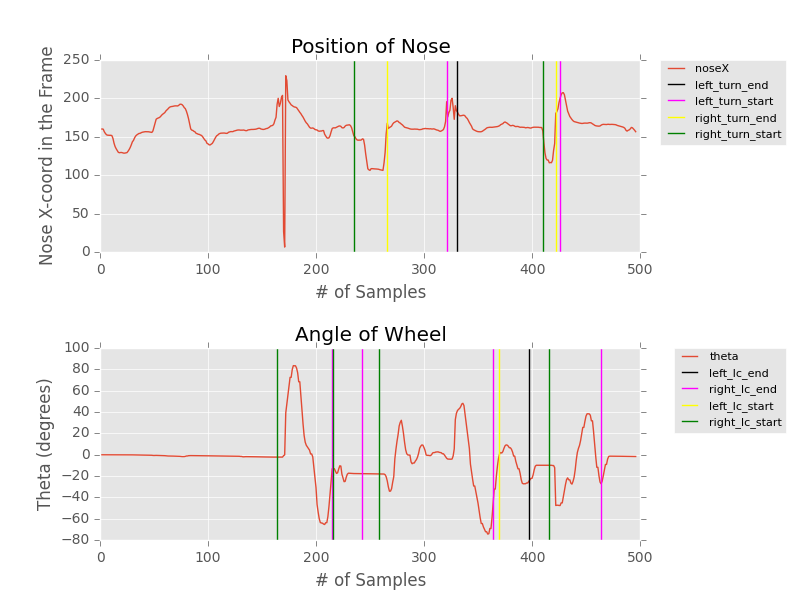 Position of Nose
Nose X-coord in the Frame
250
200
150
100
50
0
0 100 200 300 400 500
# of Samples
noseX
left_turn_end
left_turn_start
right_turn_end
right_turn_start
Angle of Wheel
Theta (degrees)
100
80
60
40
20
0
−20
−40
−60
−80
0 100 200 300 400 500
# of Samples
theta
left_lc_end
right_lc_end
left_lc_start
right_lc_start